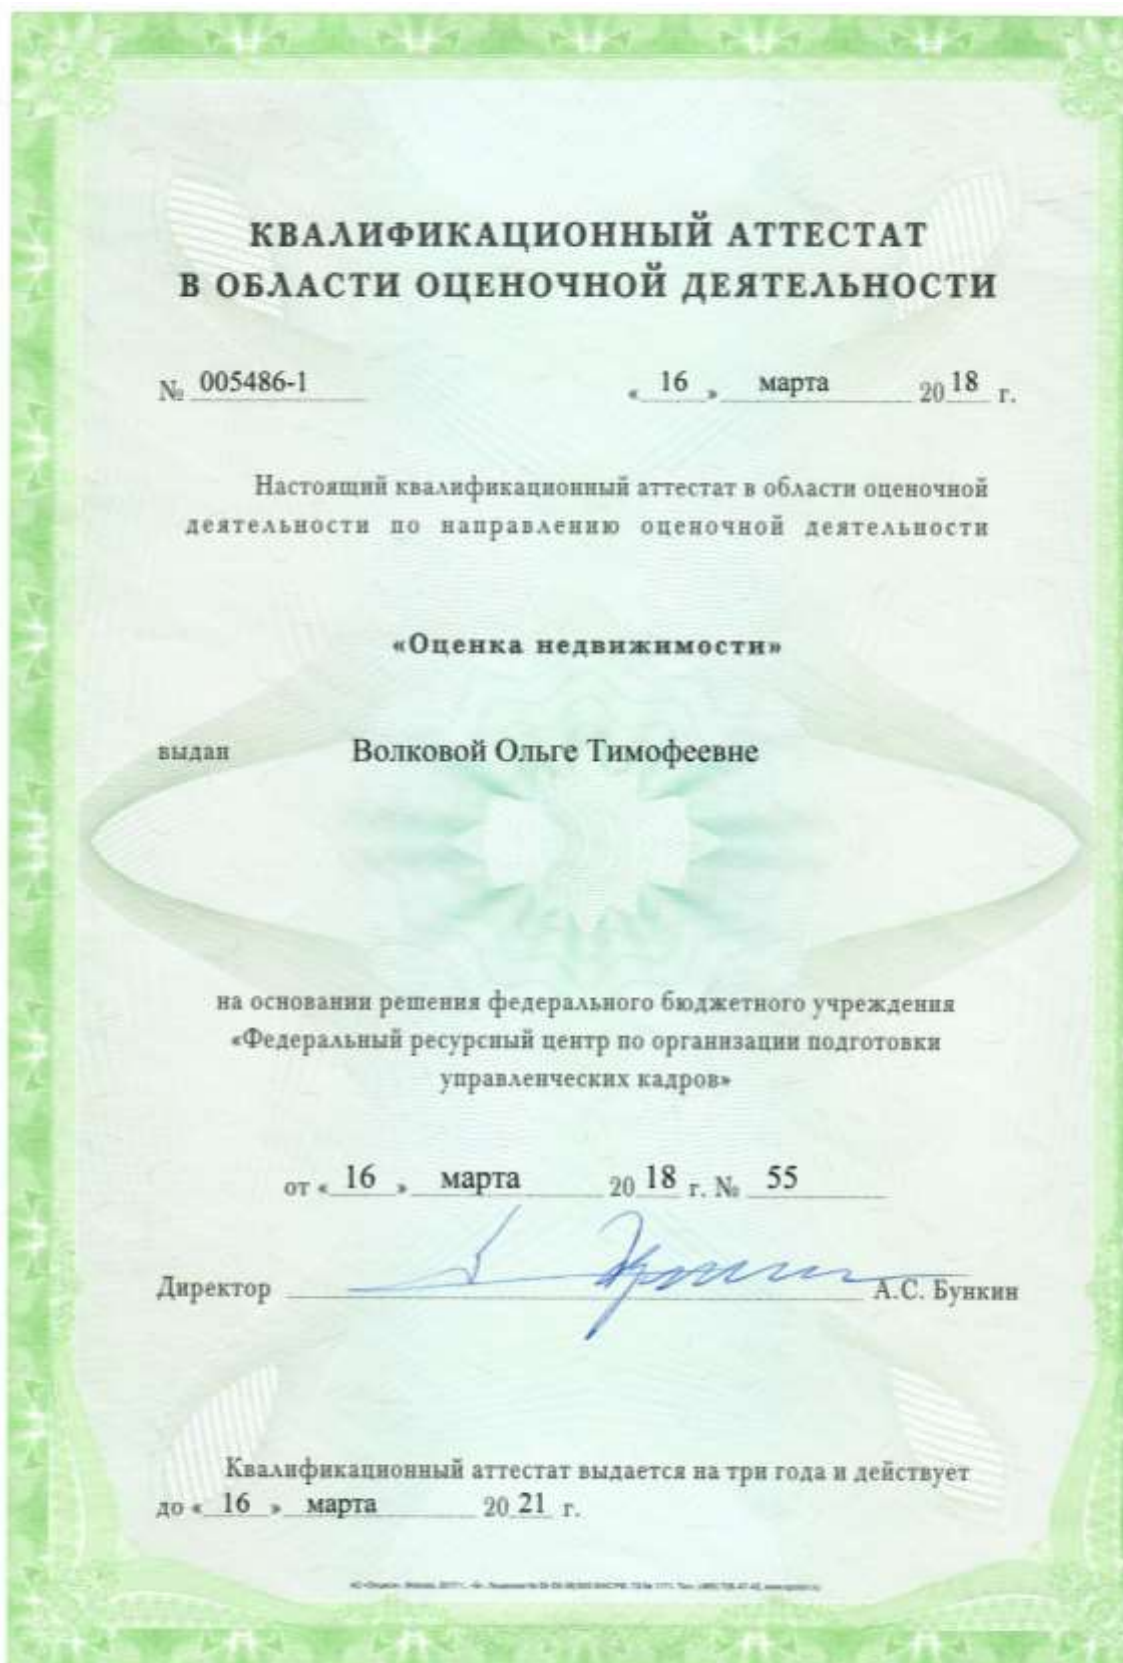 КВАЛИФИКАЦИОННЫЙ АТТЕСТАТ
В ОБЛАСТИ ОЦЕНОЧНОЙ ДЕЯТЕЛЬНОСТИ
№ 005486-1 « 16 » марта 20 18 г.
Настоящий квалификационный аттестат в области оценочной
деятельности по направлению оценочной деятельности
«Оценка недвижимости»
выдан Волковой Ольге Тимофеевне
на основании решения федерального бюджетного учреждения
«Федеральный ресурсный центр по организации подготовки
управленческих кадров»
от « 16 » марта 20 18 г. № 55
Директор А.С. Бункин
Квалификационный аттестат выдается на три года и действует
до « 16 » марта 20 21 г.